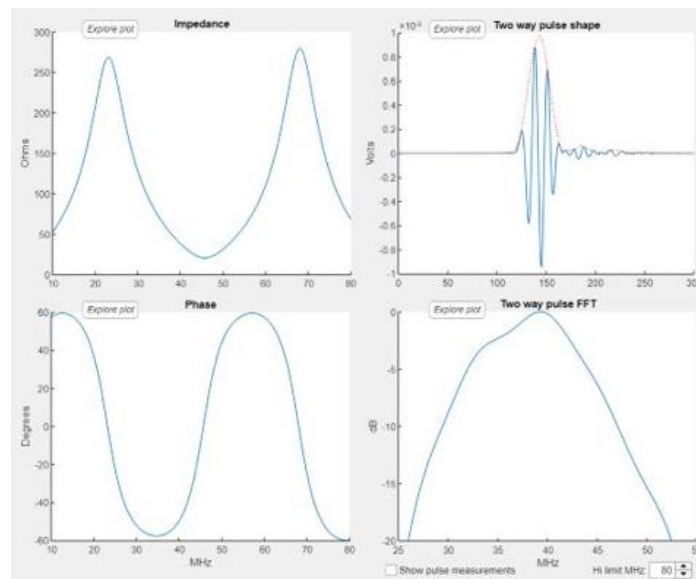 Explore plot
Impedance
300
250
200
150
100
50
0
Ohms
10 20 30 40 50 60 70 80
Explore plot
Two way pulse shape
1
0.8
0.6
0.4
0.2
0
-0.2
-0.4
-0.6
-0.8
-1
Volts
0 50 100 150 200 250 300
Explore plot
Phase
60
40
20
0
-20
-40
-60
Degrees
10 20 30 40 50 60 70 80
MHz
Explore plot
Two way pulse FFT
0
-5
-10
-15
-20
dB
25 30 35 40 45 50 55
MHz
Show pulse measurements
Hi limit MHz: 80